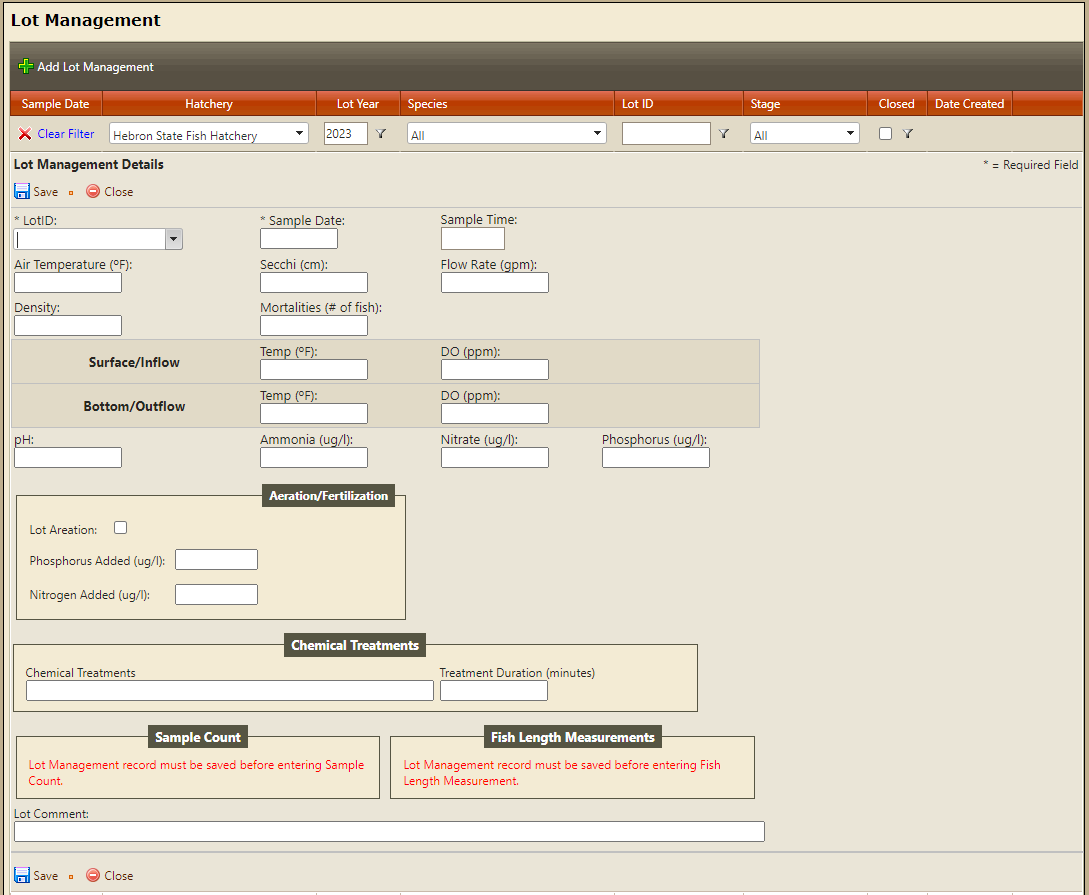 Lot Management
Add Lot Management
Sample Date Hatchery Lot Year Species Lot ID Stage Closed Date Created
Clear Filter Hebron State Fish Hatchery 2023 All All
Lot Management Details * = Required Field
Save Close
* LotID: * Sample Date: Sample Time:
Air Temperature (ºF): Secchi (cm): Flow Rate (gpm):
Density: Mortalities (# of fish):
Surface/Inflow Temp (ºF): DO (ppm):
Bottom/Outflow Temp (ºF): DO (ppm):
pH: Ammonia (ug/l): Nitrate (ug/l): Phosphorus (ug/l):
Aeration/Fertilization
Lot Areation:
Phosphorus Added (ug/l):
Nitrogen Added (ug/l):
Chemical Treatments
Chemical Treatments Treatment Duration (minutes)
Sample Count
Lot Management record must be saved before entering Sample
Count.
Fish Length Measurements
Lot Management record must be saved before entering Fish
Length Measurement.
Lot Comment:
Save Close